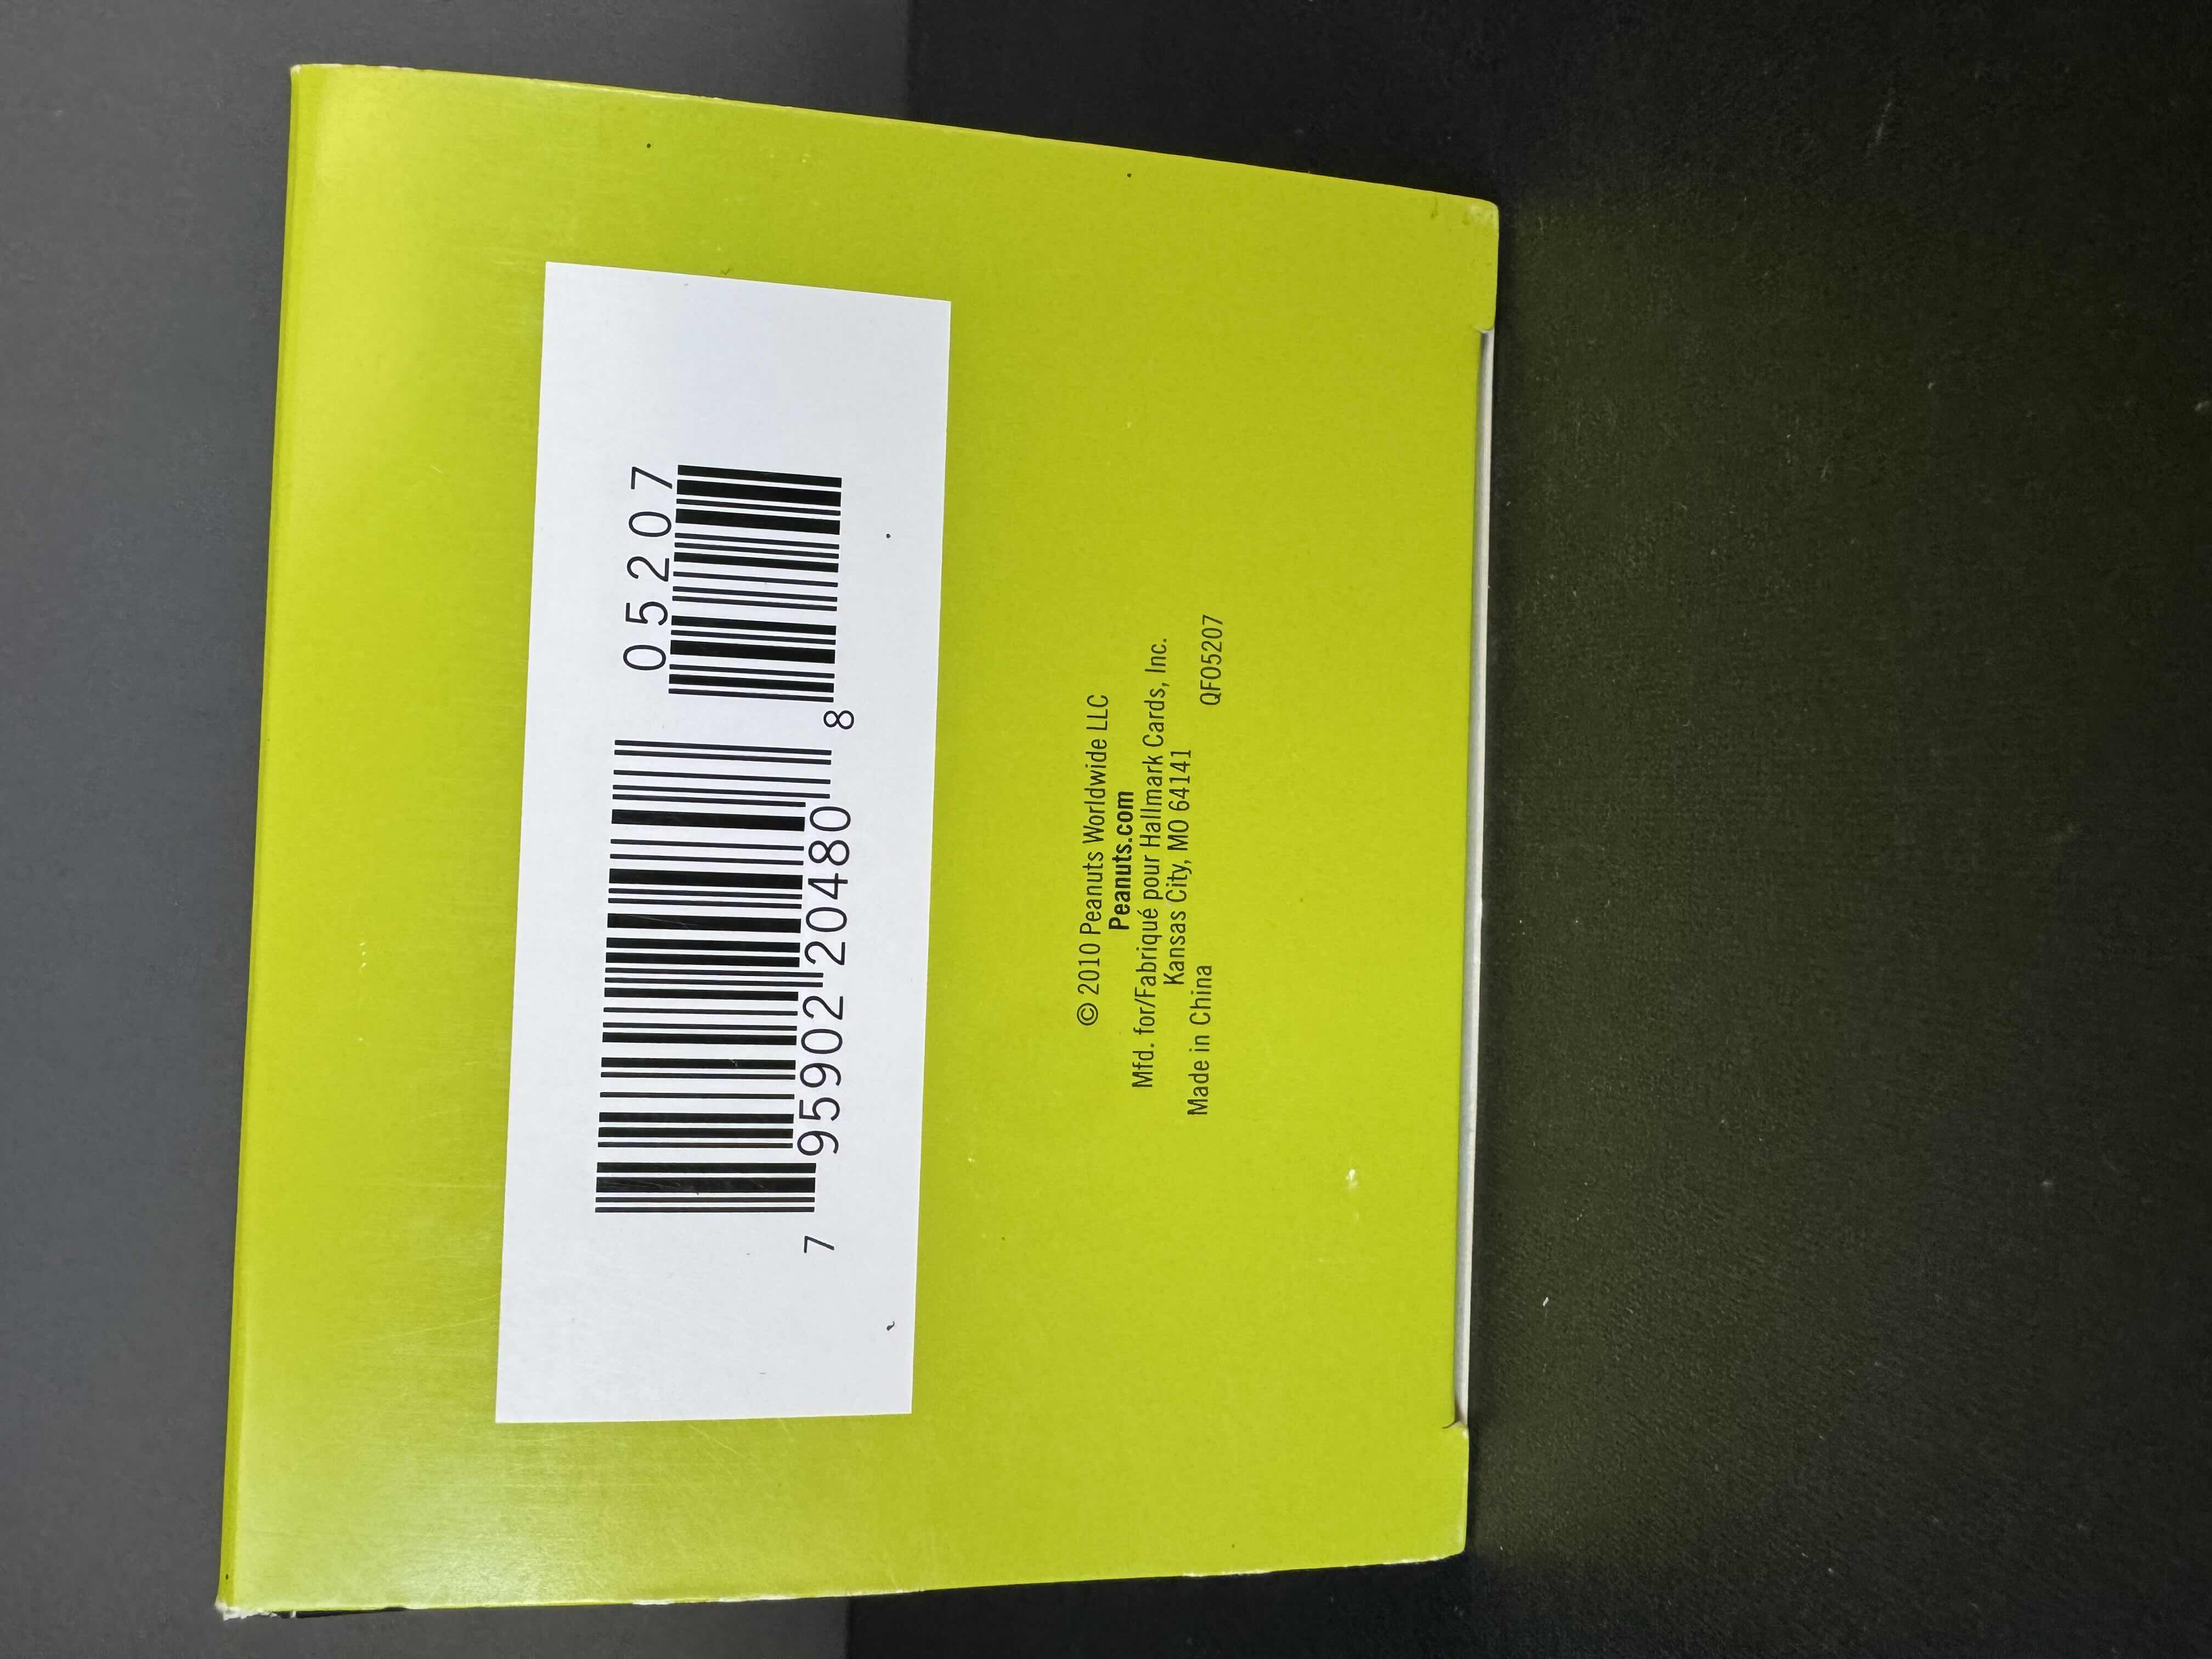 05207
7 95902 20480 8
© 2010 Peanuts Worldwide LLC
Peanuts.com
Mfd. for/Fabriqué pour Hallmark Cards, Inc.
Kansas City, MO 64141
Made in China QFO5207